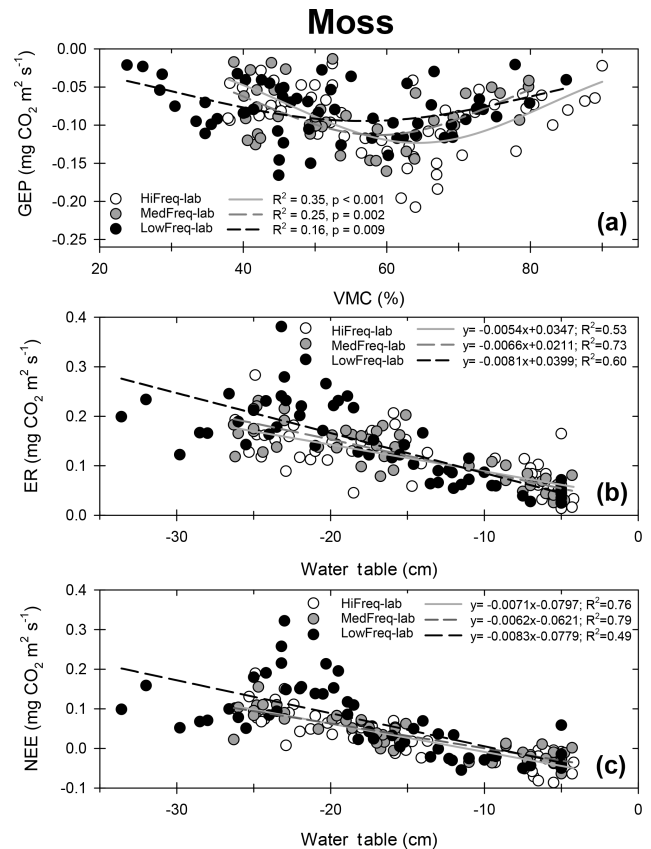 Moss
(a)
GEP (mg CO2 m2 s-1)
0.00
-0.05
-0.10
-0.15
-0.20
-0.25
HiFreq-lab R2 = 0.35, p < 0.001
MedFreq-lab R2 = 0.25, p = 0.002
LowFreq-lab R2 = 0.16, p = 0.009
20 40 60 80
VMC (%)
(b)
ER (mg CO2 m2 s-1)
0.4
0.3
0.2
0.1
0.0
HiFreq-lab y= -0.0054x+0.0347; R2=0.53
MedFreq-lab y= -0.0066x+0.0211; R2=0.73
LowFreq-lab y= -0.0081x+0.0399; R2=0.60
-30 -20 -10 0
Water table (cm)
(c)
NEE (mg CO2 m2 s-1)
0.4
0.3
0.2
0.1
0.0
-0.1
HiFreq-lab y= -0.0071x-0.0797; R2=0.76
MedFreq-lab y= -0.0062x-0.0621; R2=0.79
LowFreq-lab y= -0.0083x-0.0779; R2=0.49
-30 -20 -10 0
Water table (cm)